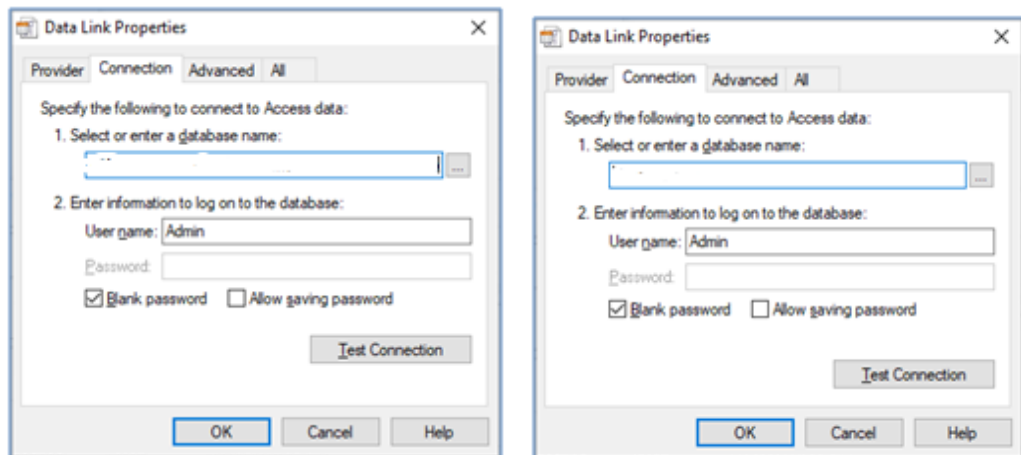 Data Link Properties
Provider Connection Advanced All
Specify the following to connect to Access data:
1. Select or enter a database name:
...
2. Enter information to log on to the database:
User name: Admin
Password:
Blank password Allow saving password
Test Connection
OK Cancel Help
Data Link Properties
Provider Connection Advanced All
Specify the following to connect to Access data:
1. Select or enter a database name:
...
2. Enter information to log on to the database:
User name: Admin
Password:
Blank password Allow saving password
Test Connection
OK Cancel Help